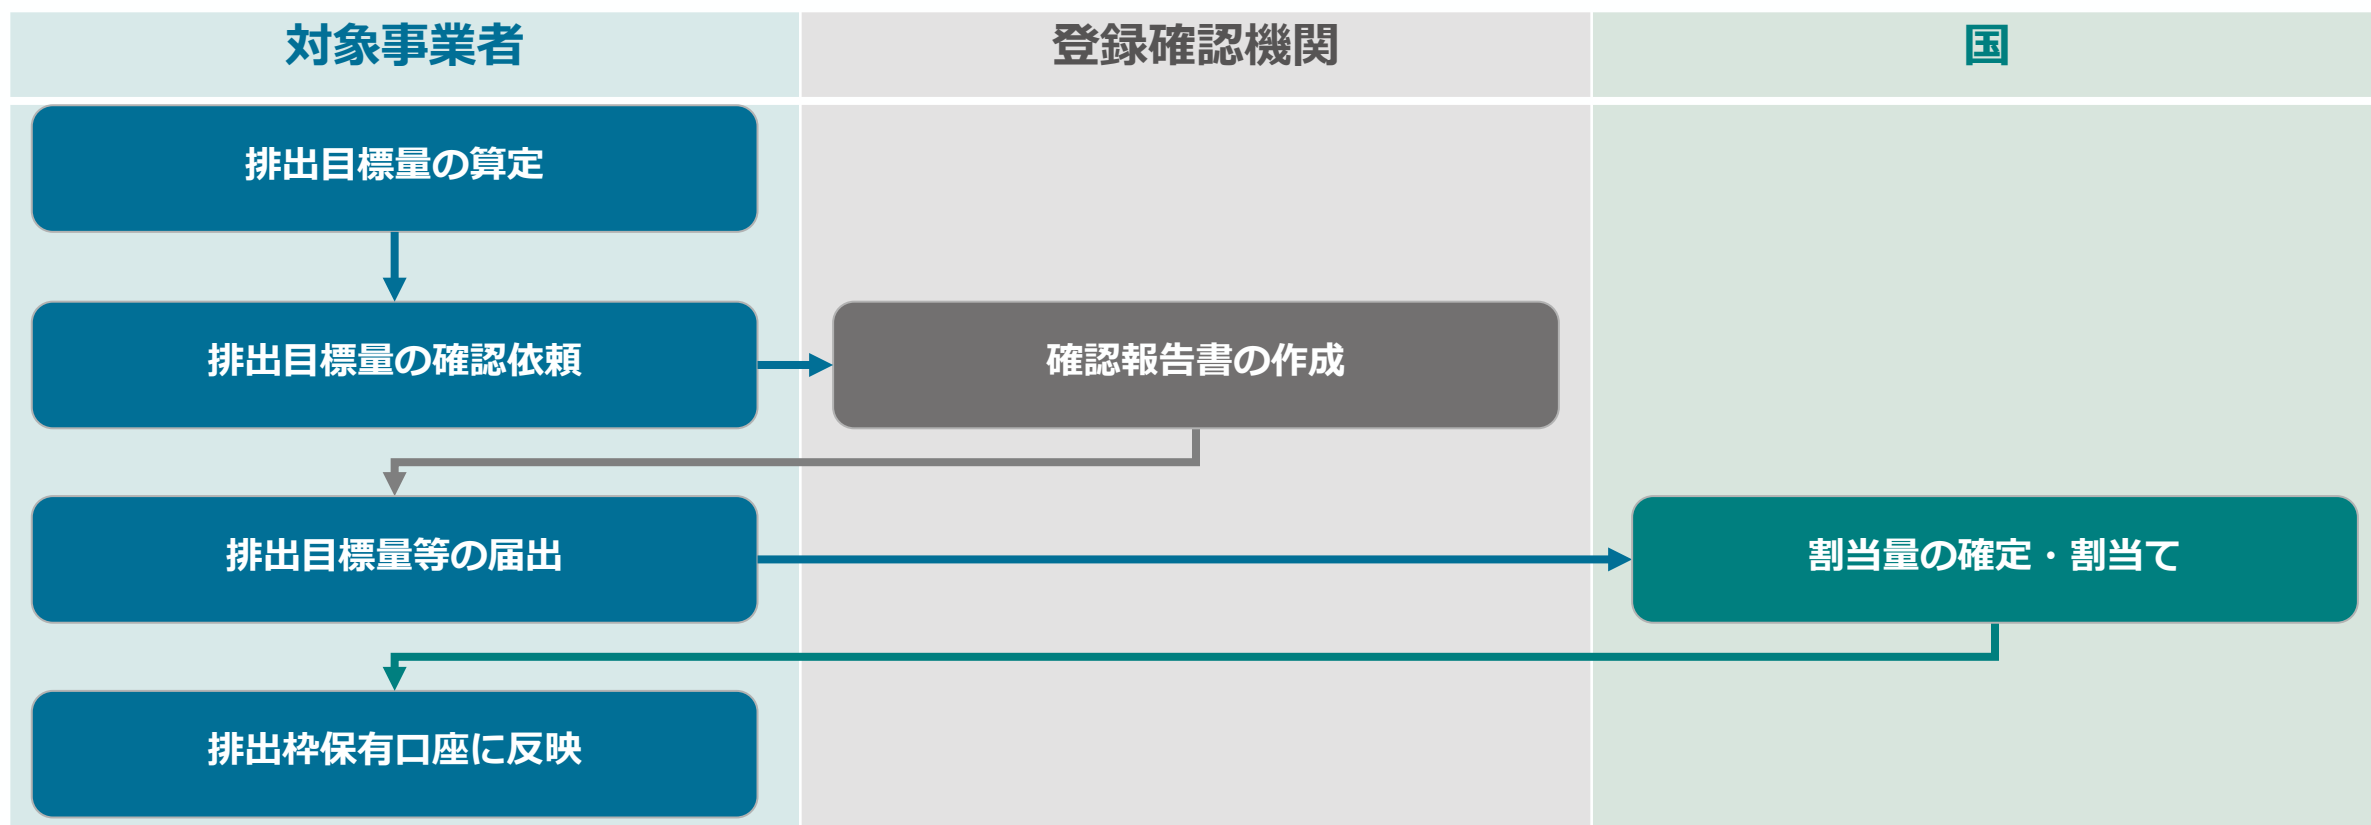 対象事業者
登録確認機関
国
排出目標量の算定
排出目標量の確認依頼
確認報告書の作成
排出目標量等の届出
割当量の確定・割当て
排出枠保有口座に反映